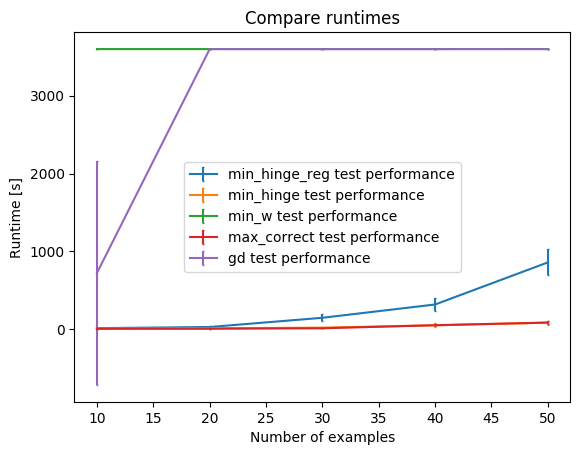 Compare runtimes
Runtime [s]
3000
2000
1000
0
min_hinge_reg test performance
min_hinge test performance
min_w test performance
max_correct test performance
gd test performance
10 15 20 25 30 35 40 45 50
Number of examples